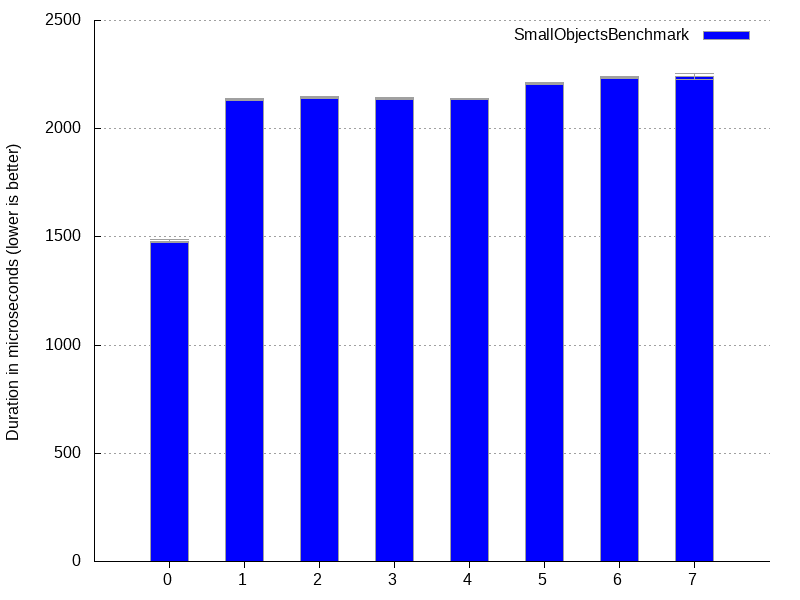 SmallObjectsBenchmark
Duration in microseconds (lower is better)
2500
2000
1500
1000
500
0
0 1 2 3 4 5 6 7